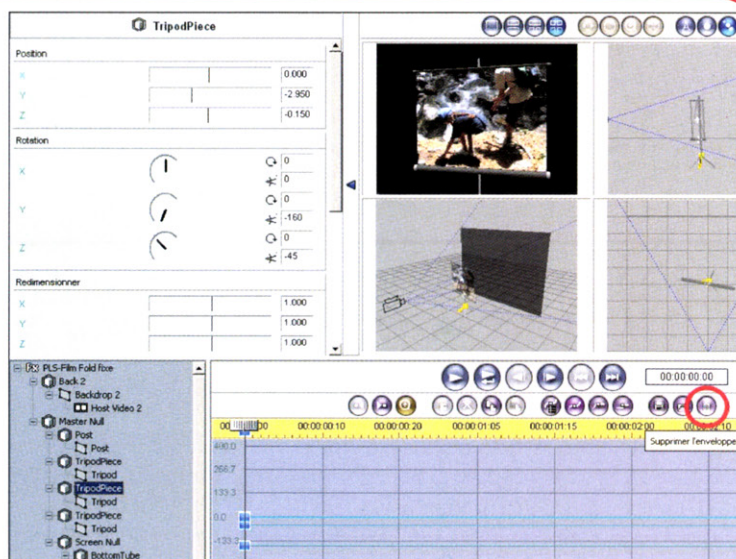 TripodPiece
Position
X 0.000
Y -2.950
Z -0.150
Rotation
X 0
0
Y 0
-160
Z 0
-45
Redimensionner
X 1.000
Y 1.000
Z 1.000
Fx PLS-Film Fold fixe
Back 2
Backdrop 2
Host Video 2
Master Null
Post
Post
TripodPiece
Tripod
TripodPiece
Tripod
TripodPiece
Tripod
Screen Null
BottomTube
00:00:00:00
00:00:00:10 00:00:00:20 00:00:01:05 00:00:01:15 00:00:02:00
Supprimer l'enveloppe
400.0
266.7
133.3
0.0
-133.3